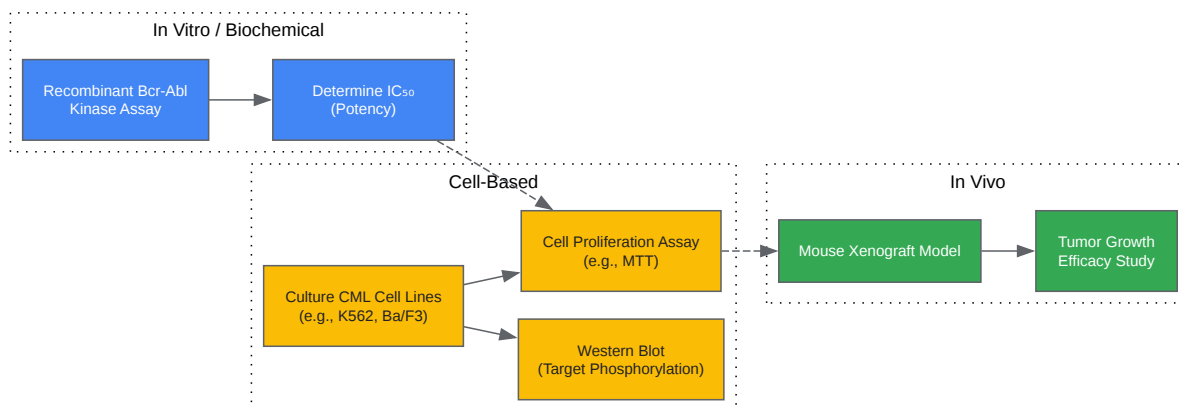 In Vitro / Biochemical
Recombinant Bcr-Abl
Kinase Assay
Determine IC₅₀
(Potency)
Cell-Based
Cell Proliferation Assay
(e.g., MTT)
Culture CML Cell Lines
(e.g., K562, Ba/F3)
Western Blot
(Target Phosphorylation)
In Vivo
Mouse Xenograft Model
Tumor Growth
Efficacy Study